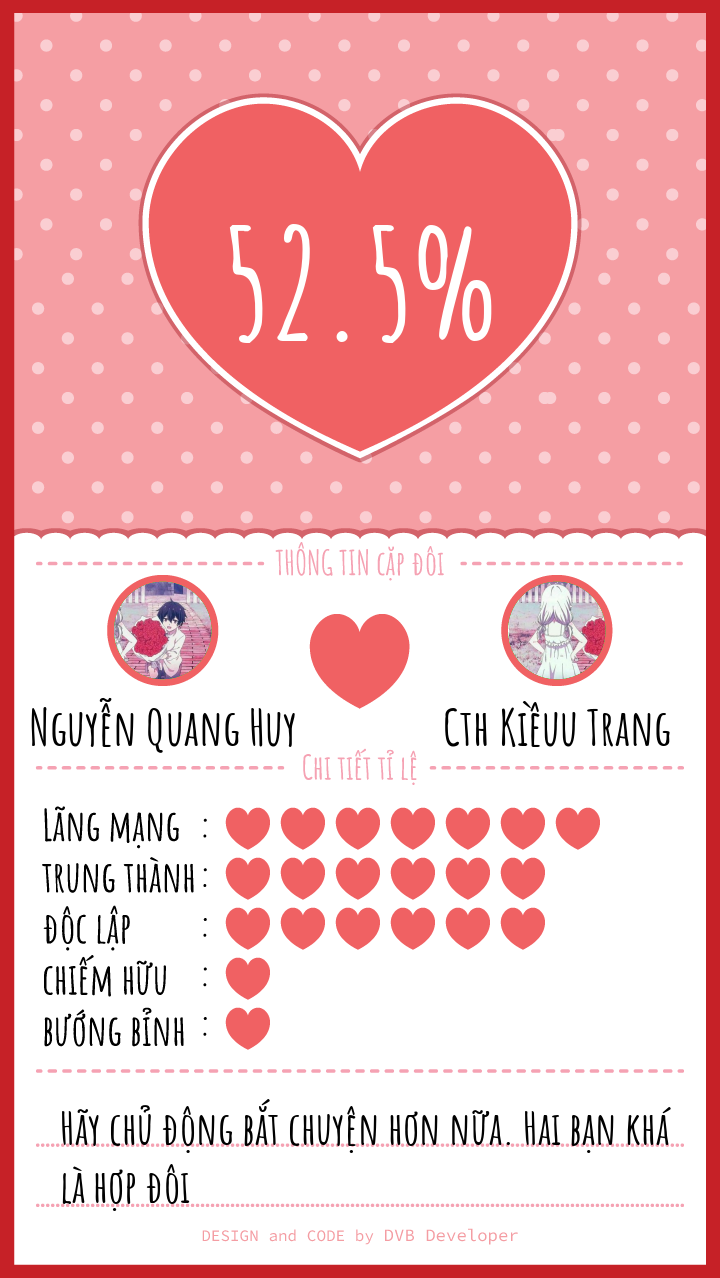 52.5%
THÔNG TIN cặp đôi
Nguyễn Quang Huy
Cth Kiềuu Trang
Chi tiết tỉ lệ
Lãng mạng :
trung thành :
độc lập :
chiếm hữu :
bướng bỉnh :
Hãy chủ động bắt chuyện hơn nữa. Hai bạn khá
là hợp đôi
DESIGN and CODE by DVB Developer